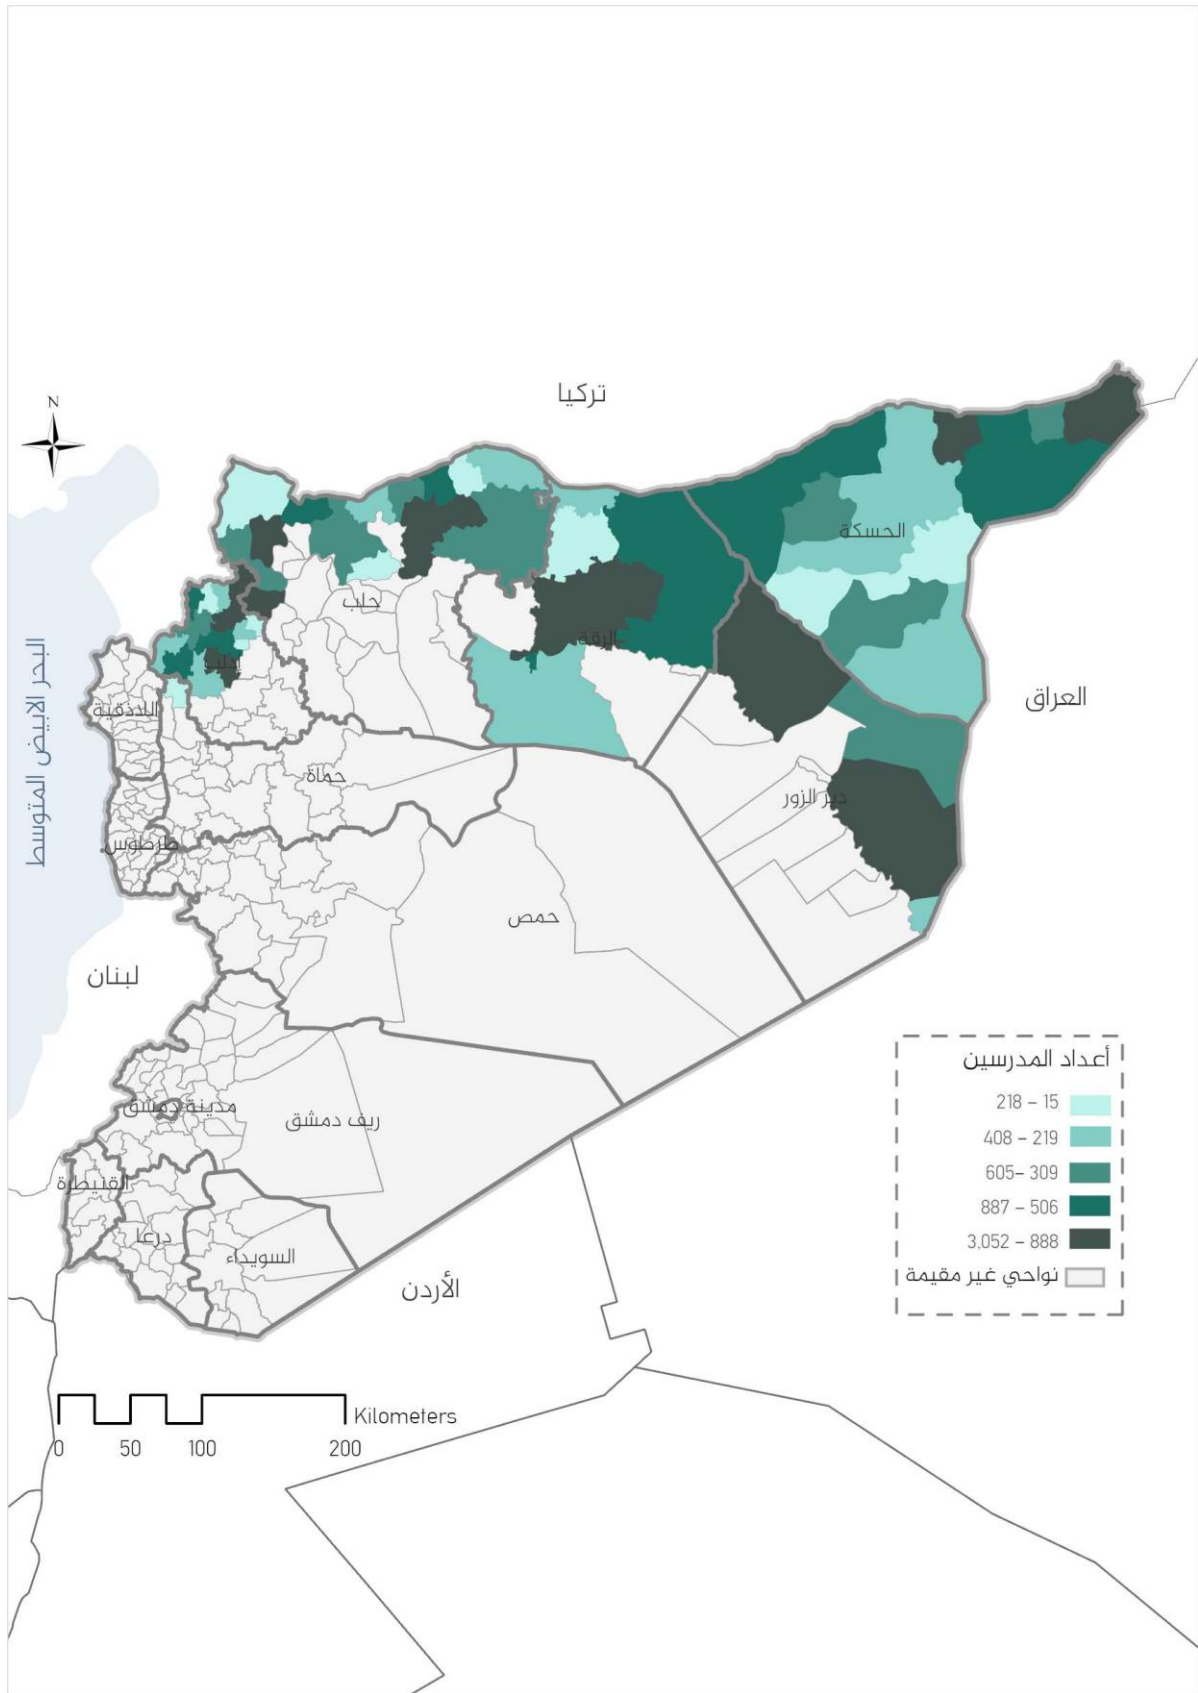 تركيا
N
الحسكة
حلب
الرقة
إدلب
البحر الابيض المتوسط
العراق
اللاذقية
حماة
دير الزور
طرطوس
حمص
لبنان
أعداد المدرسين
218 – 15
408 – 219
605– 309
887 – 506
3,052 – 888
نواحي غير مقيمة
مدينة دمشق
ريف دمشق
القنيطرة
درعا
السويداء
الأردن
Kilometers
0 50 100 200